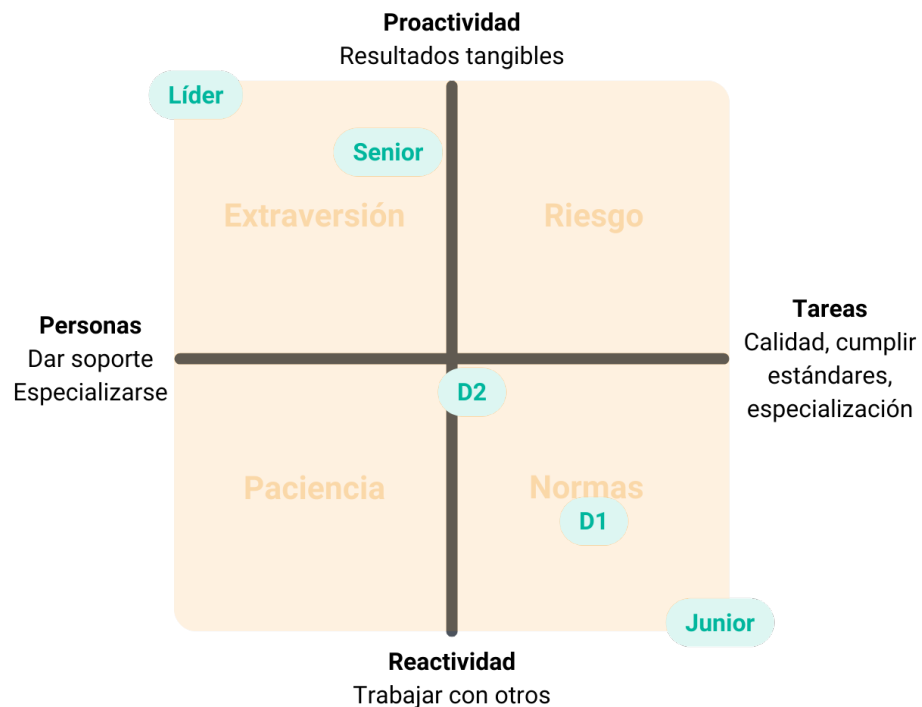 Proactividad
Resultados tangibles
Líder
Senior
Extraversión
Riesgo
Personas
Dar soporte
Especializarse
Tareas
Calidad, cumplir
estándares,
especialización
D2
Paciencia
Normas
D1
Junior
Reactividad
Trabajar con otros